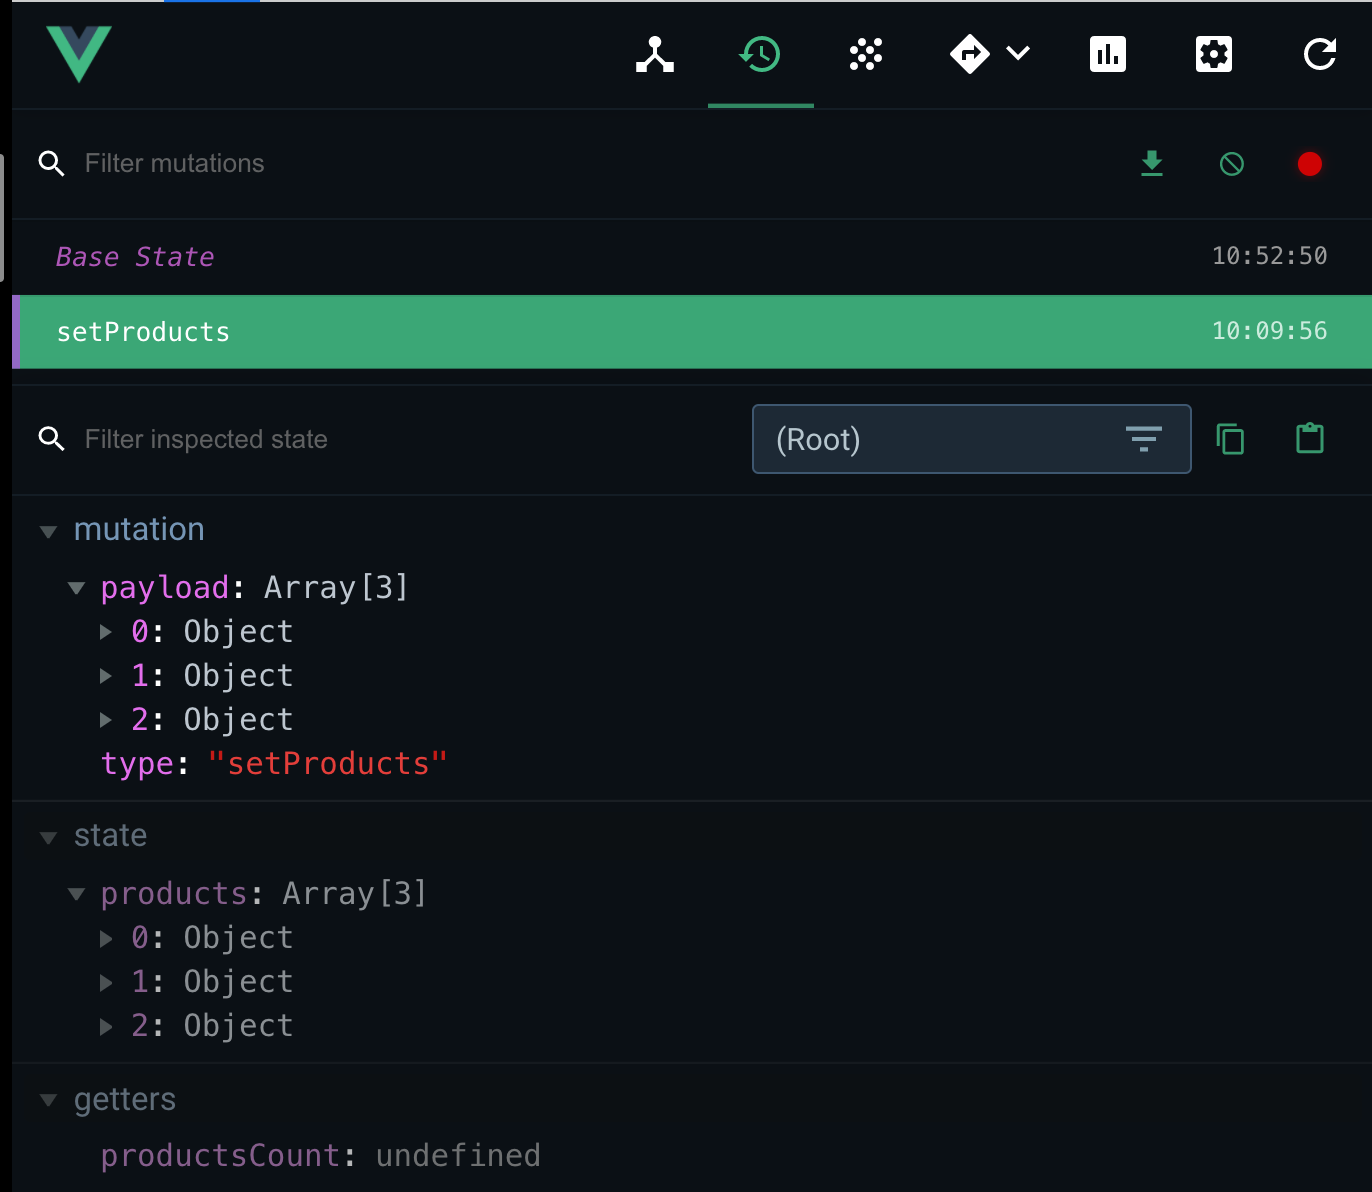 Filter mutations
Base State 10:52:50
setProducts 10:09:56
Filter inspected state (Root)
mutation
payload: Array[3]
0: Object
1: Object
2: Object
type: "setProducts"
state
products: Array[3]
0: Object
1: Object
2: Object
getters
productsCount: undefined